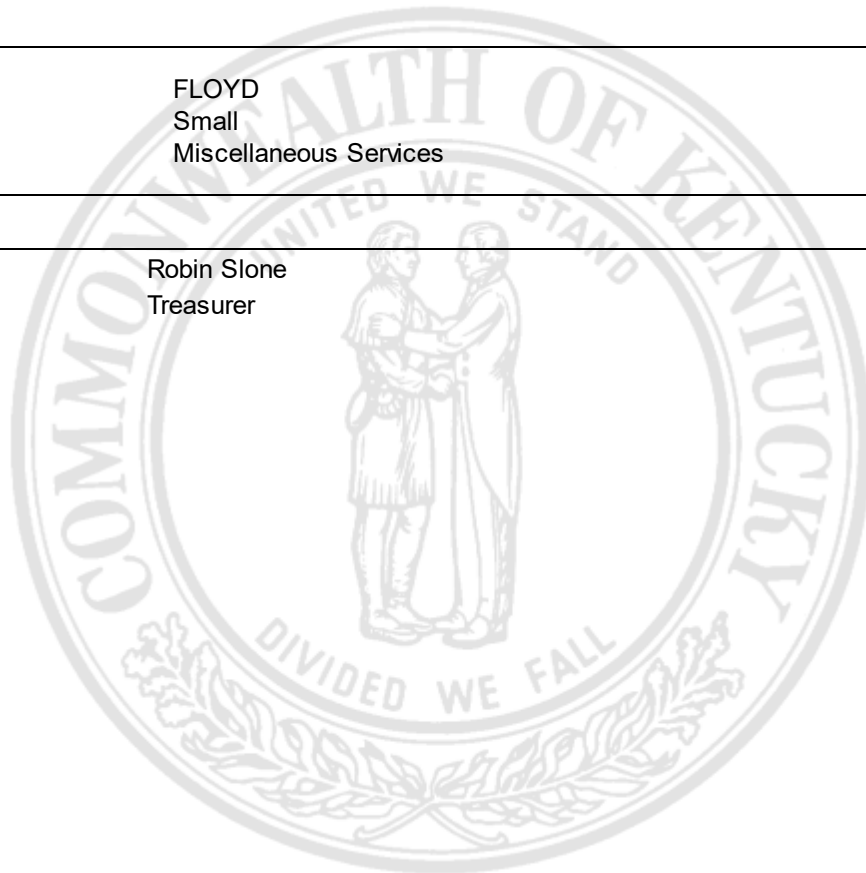 FLOYD
Small
Miscellaneous Services
Robin Slone
Treasurer
COMMONWEALTH OF KENTUCKY
UNITED WE STAND
DIVIDED WE FALL